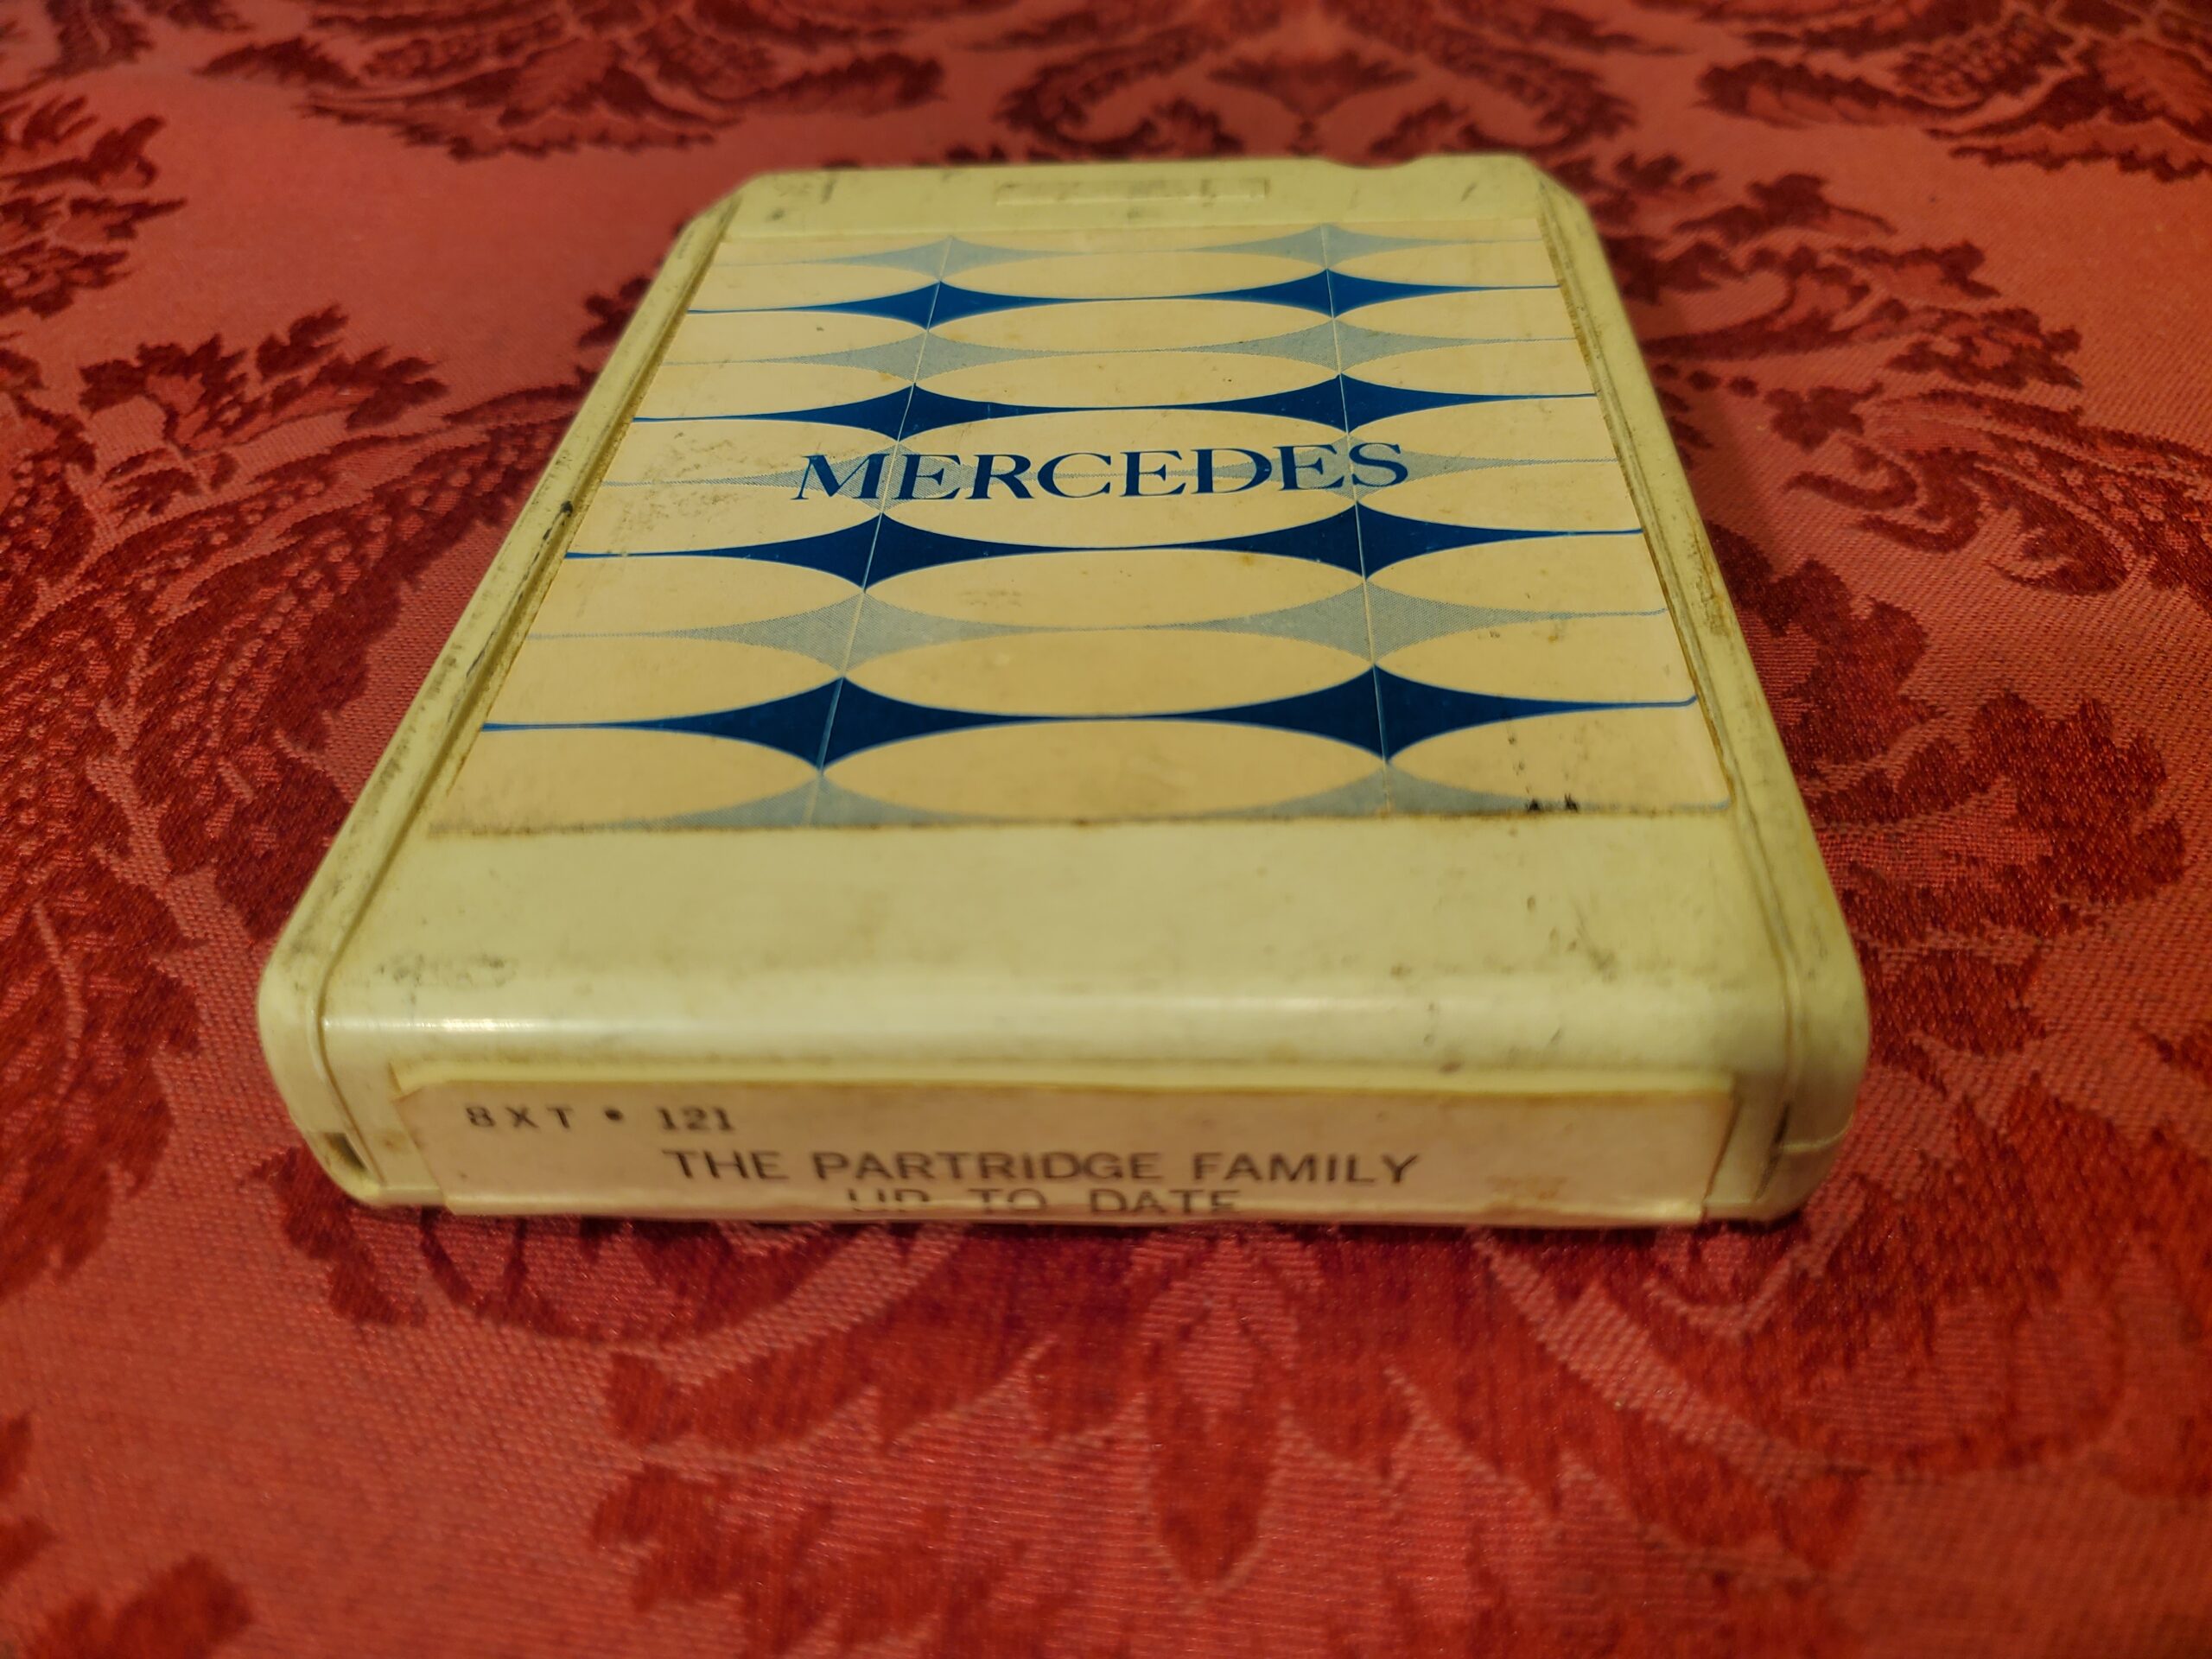 MERCEDES
8XT • 121
THE PARTRIDGE FAMILY
UP TO DATE